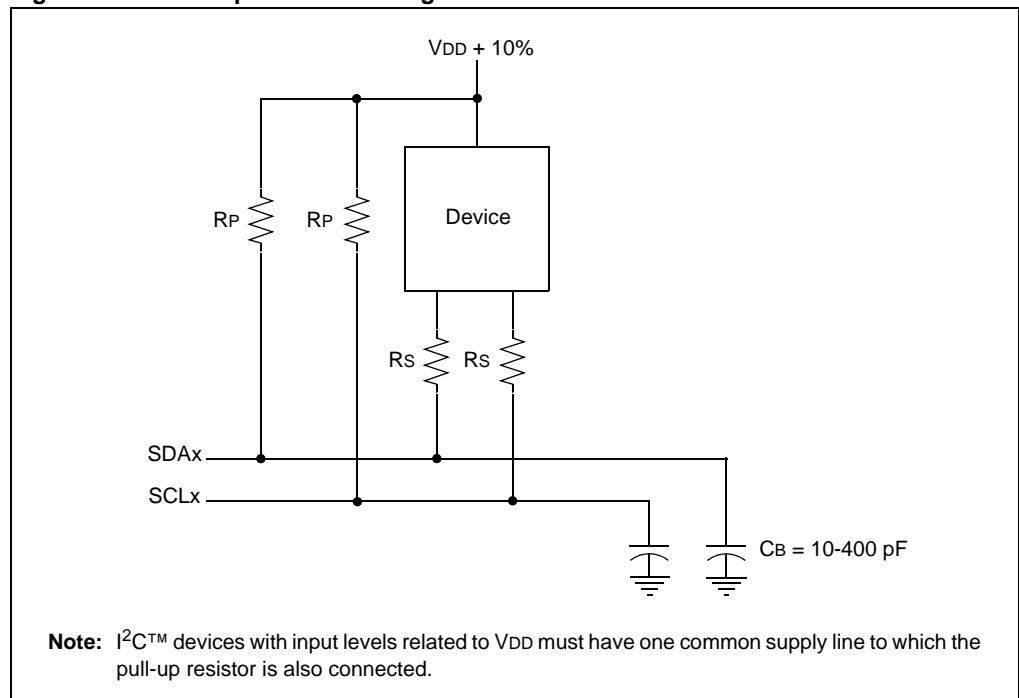 VDD + 10%
RP
RP
Device
RS
RS
SDAx
SCLx
CB = 10-400 pF
Note: I²C™ devices with input levels related to VDD must have one common supply line to which the
pull-up resistor is also connected.